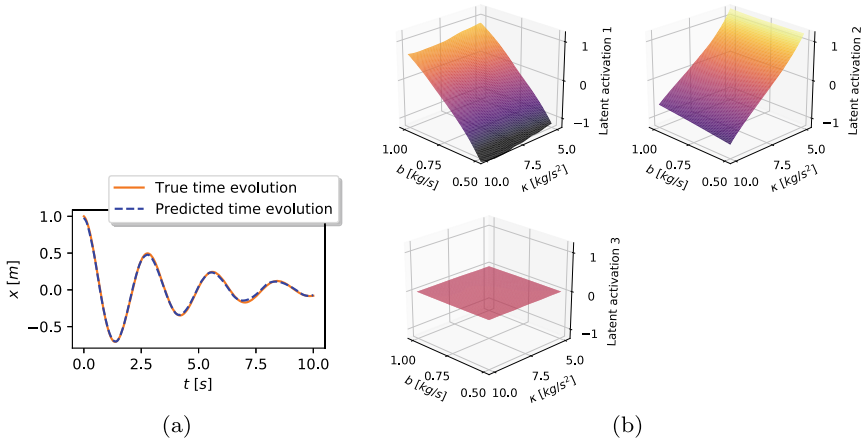 True time evolution
Predicted time evolution
1.0
0.5
0.0
−0.5
x [m]
0.0 2.5 5.0 7.5 10.0
t [s]
(a)
1
0
−1
Latent activation 1
1.00
0.75
0.50
b [kg/s]
10.0
7.5
5.0
κ [kg/s²]
1
0
−1
Latent activation 2
1.00
0.75
0.50
b [kg/s]
10.0
7.5
5.0
κ [kg/s²]
1
0
−1
Latent activation 3
1.00
0.75
0.50
b [kg/s]
10.0
7.5
5.0
κ [kg/s²]
(b)